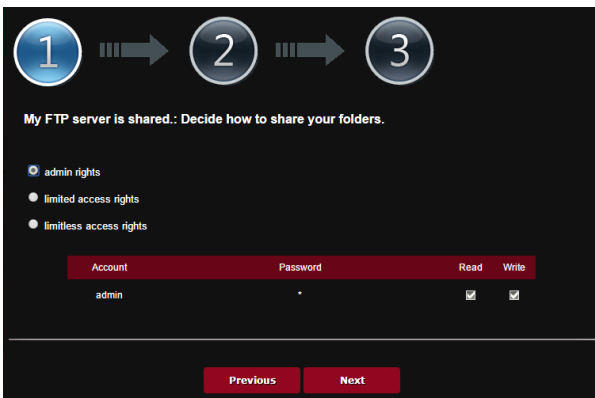 1 2 3
My FTP server is shared.: Decide how to share your folders.
admin rights
limited access rights
limitless access rights
Account Password Read Write
admin *
Previous Next